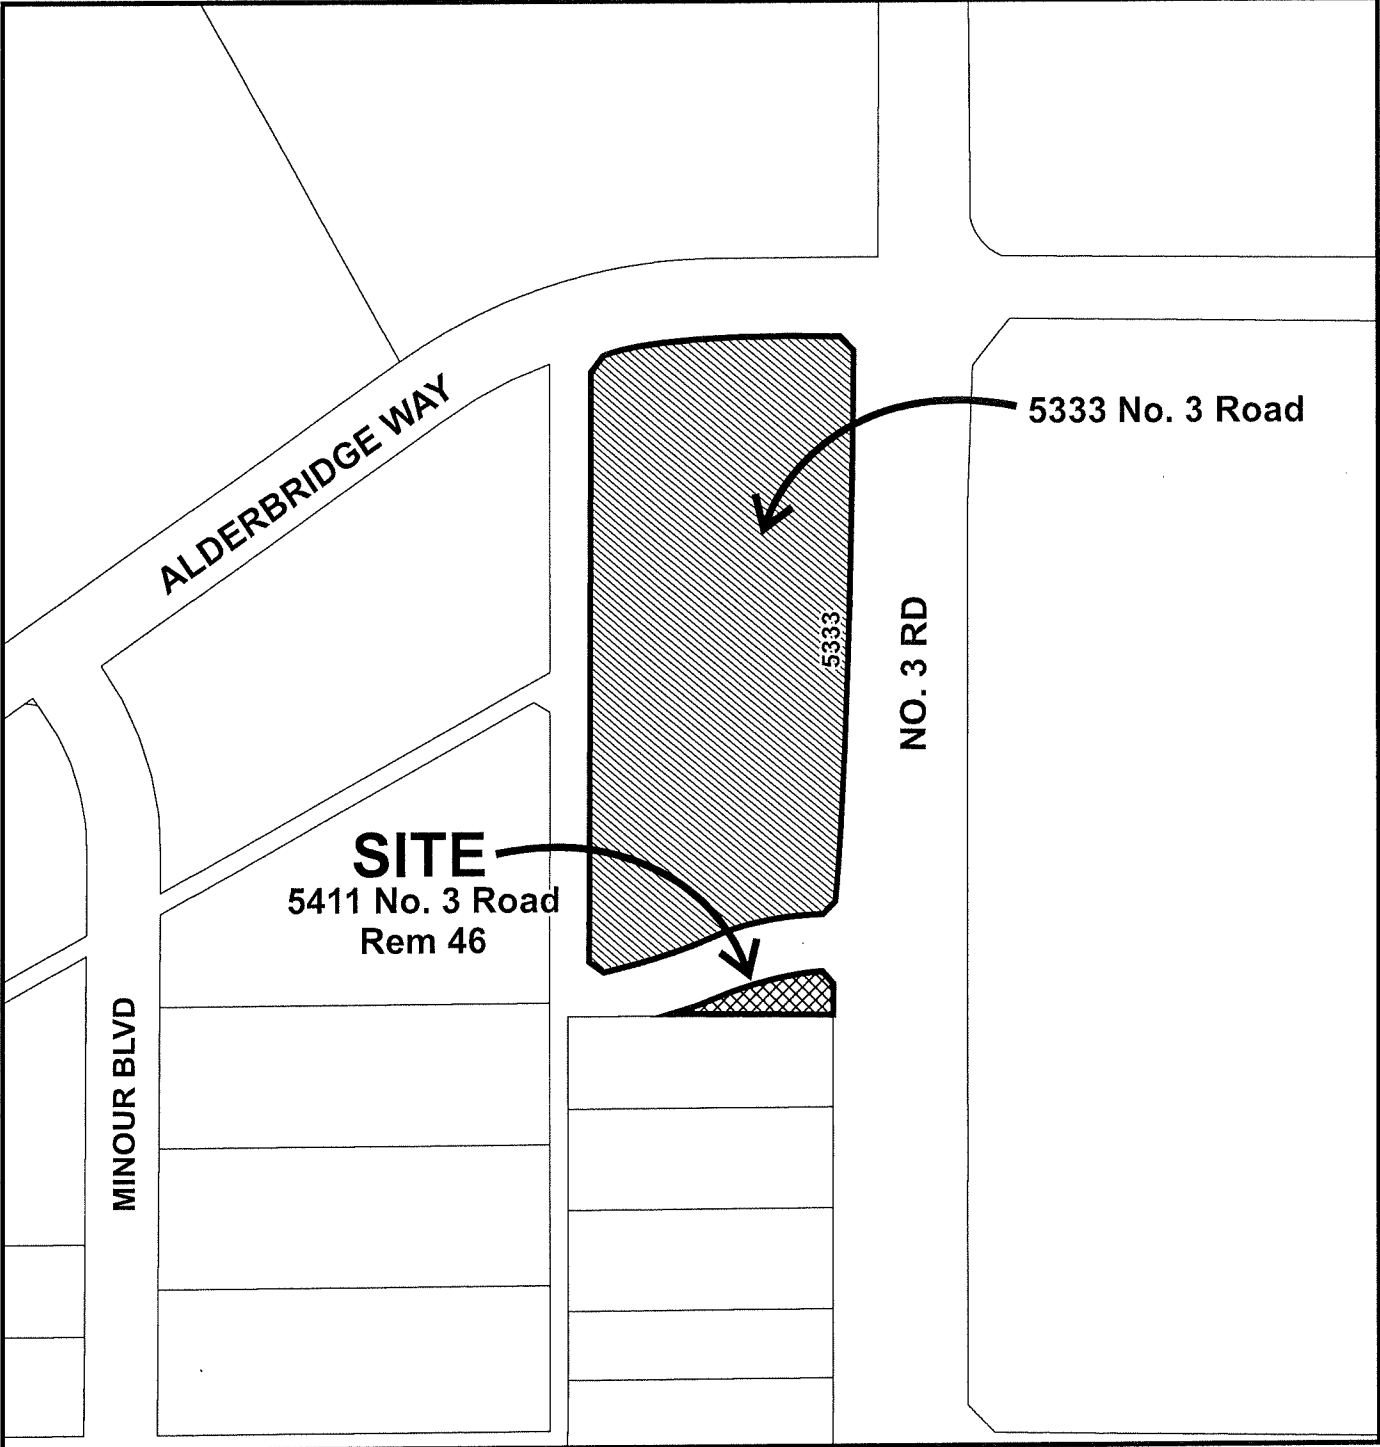 ALDERBRIDGE WAY
5333 No. 3 Road
5333
NO. 3 RD
SITE
5411 No. 3 Road
Rem 46
MINOUR BLVD